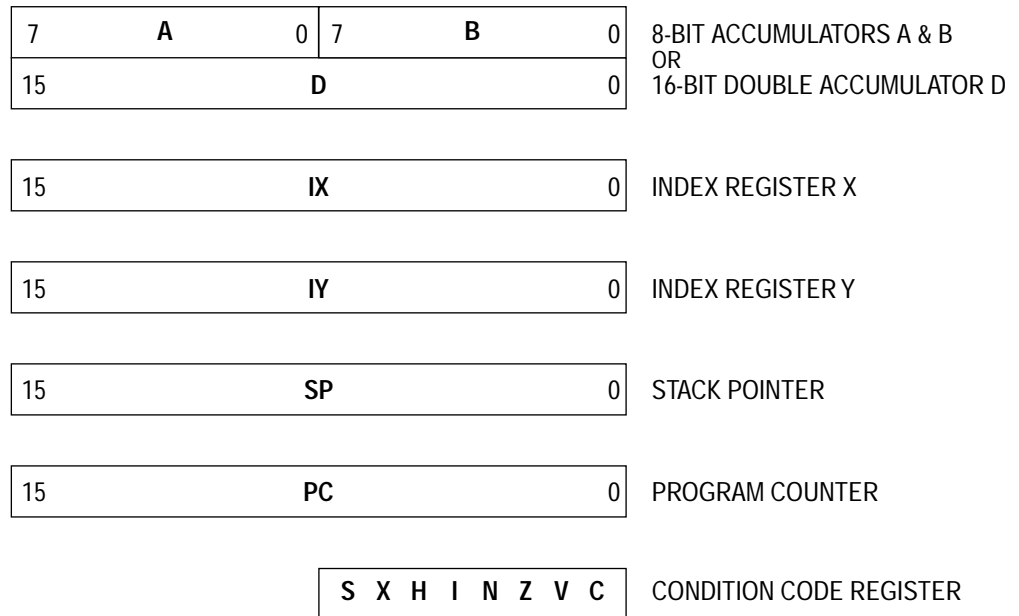 7 A 0 7 B 0 8-BIT ACCUMULATORS A & B
OR
15 D 0 16-BIT DOUBLE ACCUMULATOR D
15 IX 0 INDEX REGISTER X
15 IY 0 INDEX REGISTER Y
15 SP 0 STACK POINTER
15 PC 0 PROGRAM COUNTER
S X H I N Z V C CONDITION CODE REGISTER